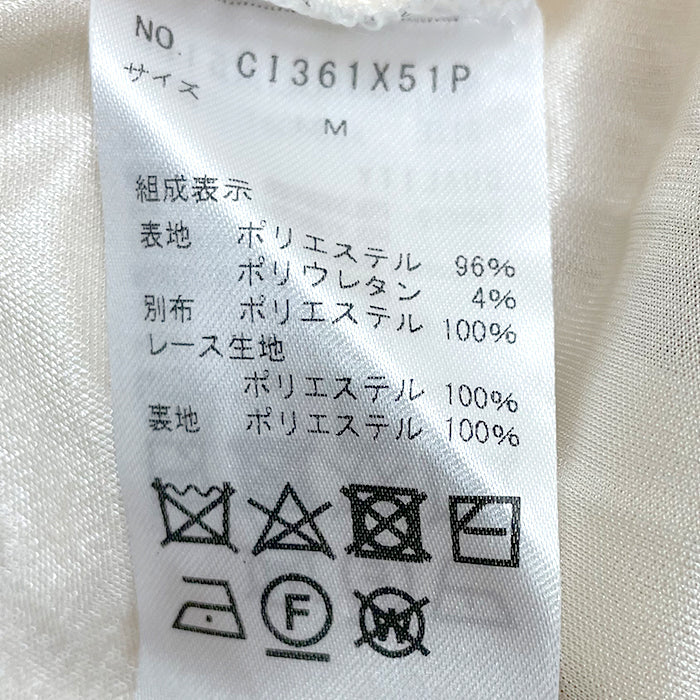 NO. CI361X51P
サイズ
M
組成表示
表地 ポリエステル 96%
ポリウレタン 4%
別布 ポリエステル 100%
レース生地
ポリエステル 100%
裏地 ポリエステル 100%
F
W